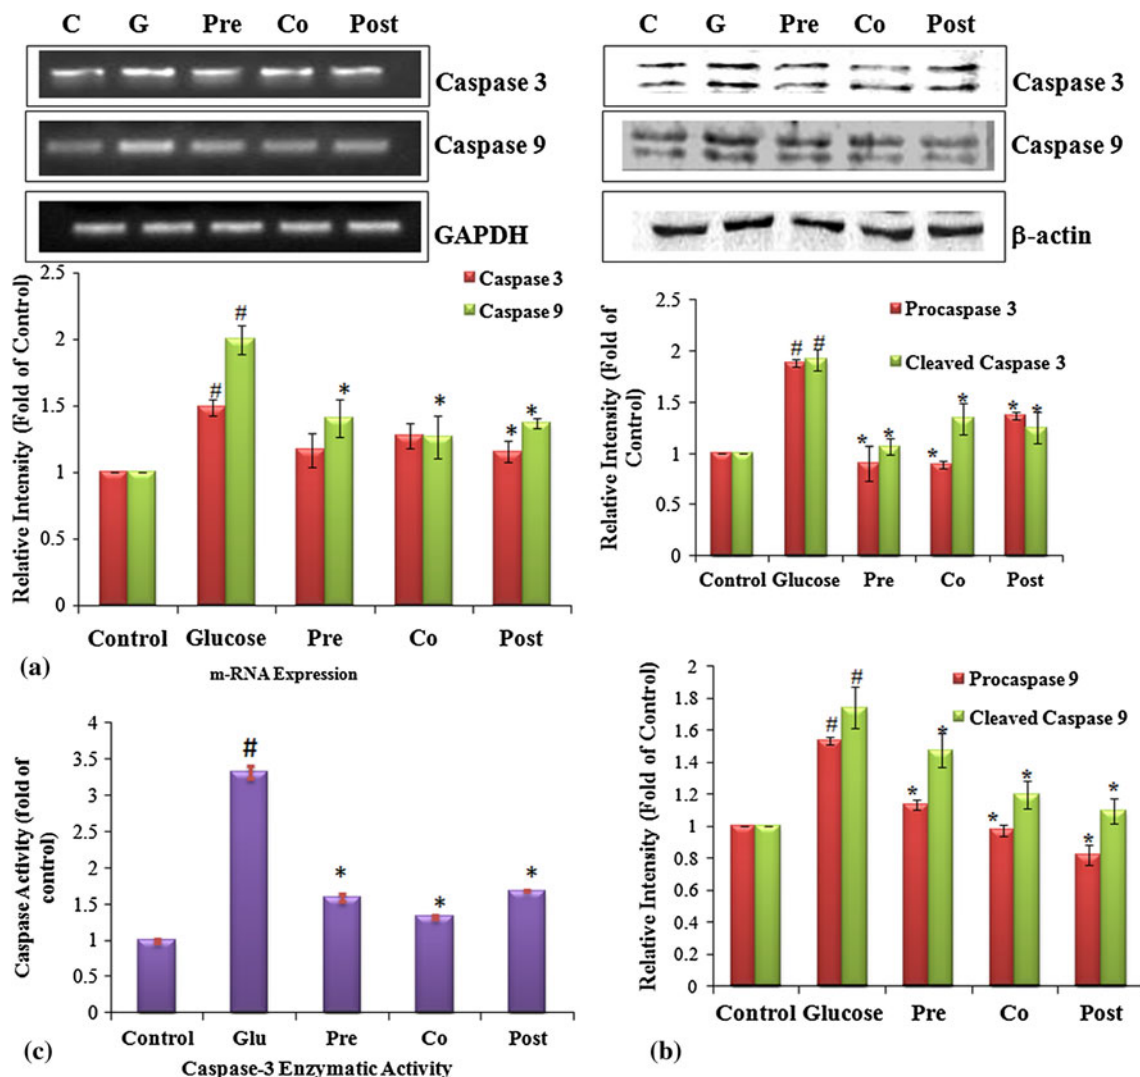 C G Pre Co Post
Caspase 3
Caspase 9
GAPDH
Relative Intensity (Fold of Control)
2.5
2
1.5
1
0.5
0
Caspase 3
Caspase 9
#
#
*
*
*
*
Control Glucose Pre Co Post
(a)
m-RNA Expression
C G Pre Co Post
Caspase 3
Caspase 9
β-actin
Relative Intensity (Fold of
Control)
2.5
2
1.5
1
0.5
0
Procaspase 3
Cleaved Caspase 3
# #
* *
* *
* *
Control Glucose Pre Co Post
Relative Intensity (Fold of Control)
2
1.8
1.6
1.4
1.2
1
0.8
0.6
0.4
0.2
0
Procaspase 9
Cleaved Caspase 9
# #
* *
* *
* *
Control Glucose Pre Co Post
(b)
Caspase Activity (fold of
control)
4
3.5
3
2.5
2
1.5
1
0.5
0
#
*
*
*
Control Glu Pre Co Post
(c)
Caspase-3 Enzymatic Activity